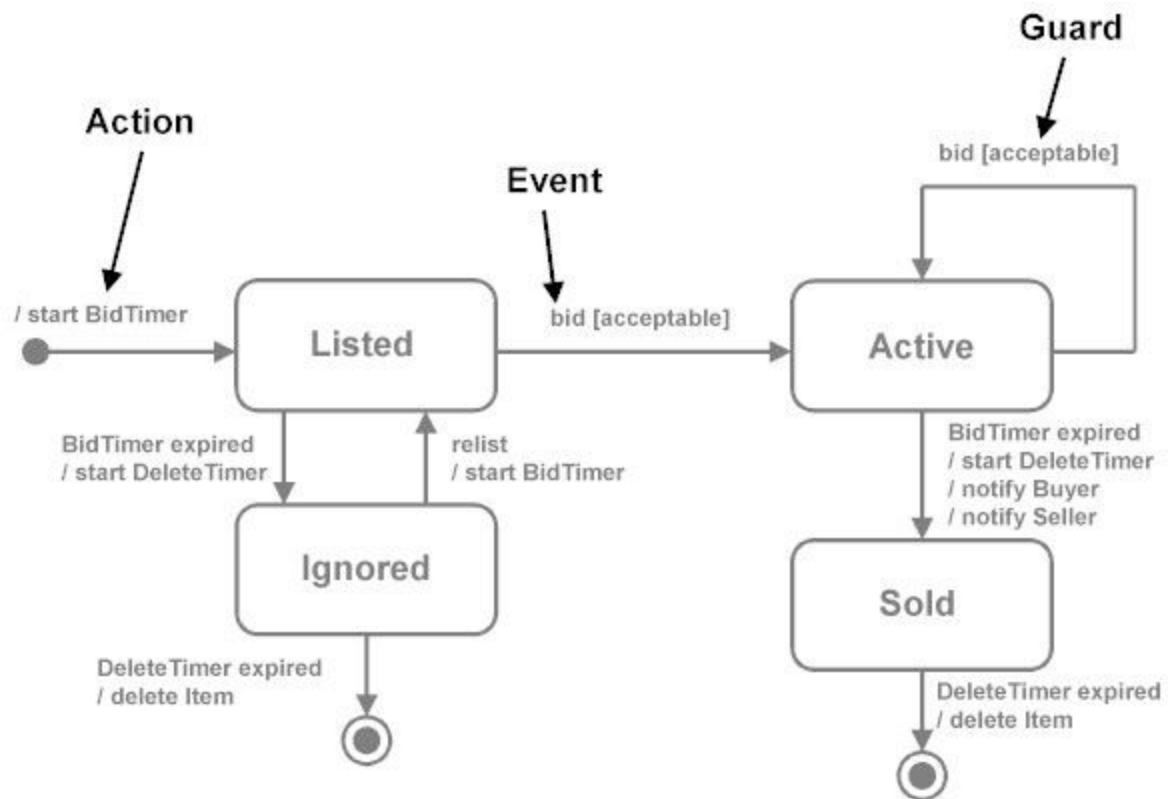 Guard
Action
bid [acceptable]
Event
/ start BidTimer
bid [acceptable]
Listed
Active
BidTimer expired
/ start DeleteTimer
relist
/ start BidTimer
BidTimer expired
/ start DeleteTimer
/ notify Buyer
/ notify Seller
Ignored
Sold
DeleteTimer expired
/ delete Item
DeleteTimer expired
/ delete Item